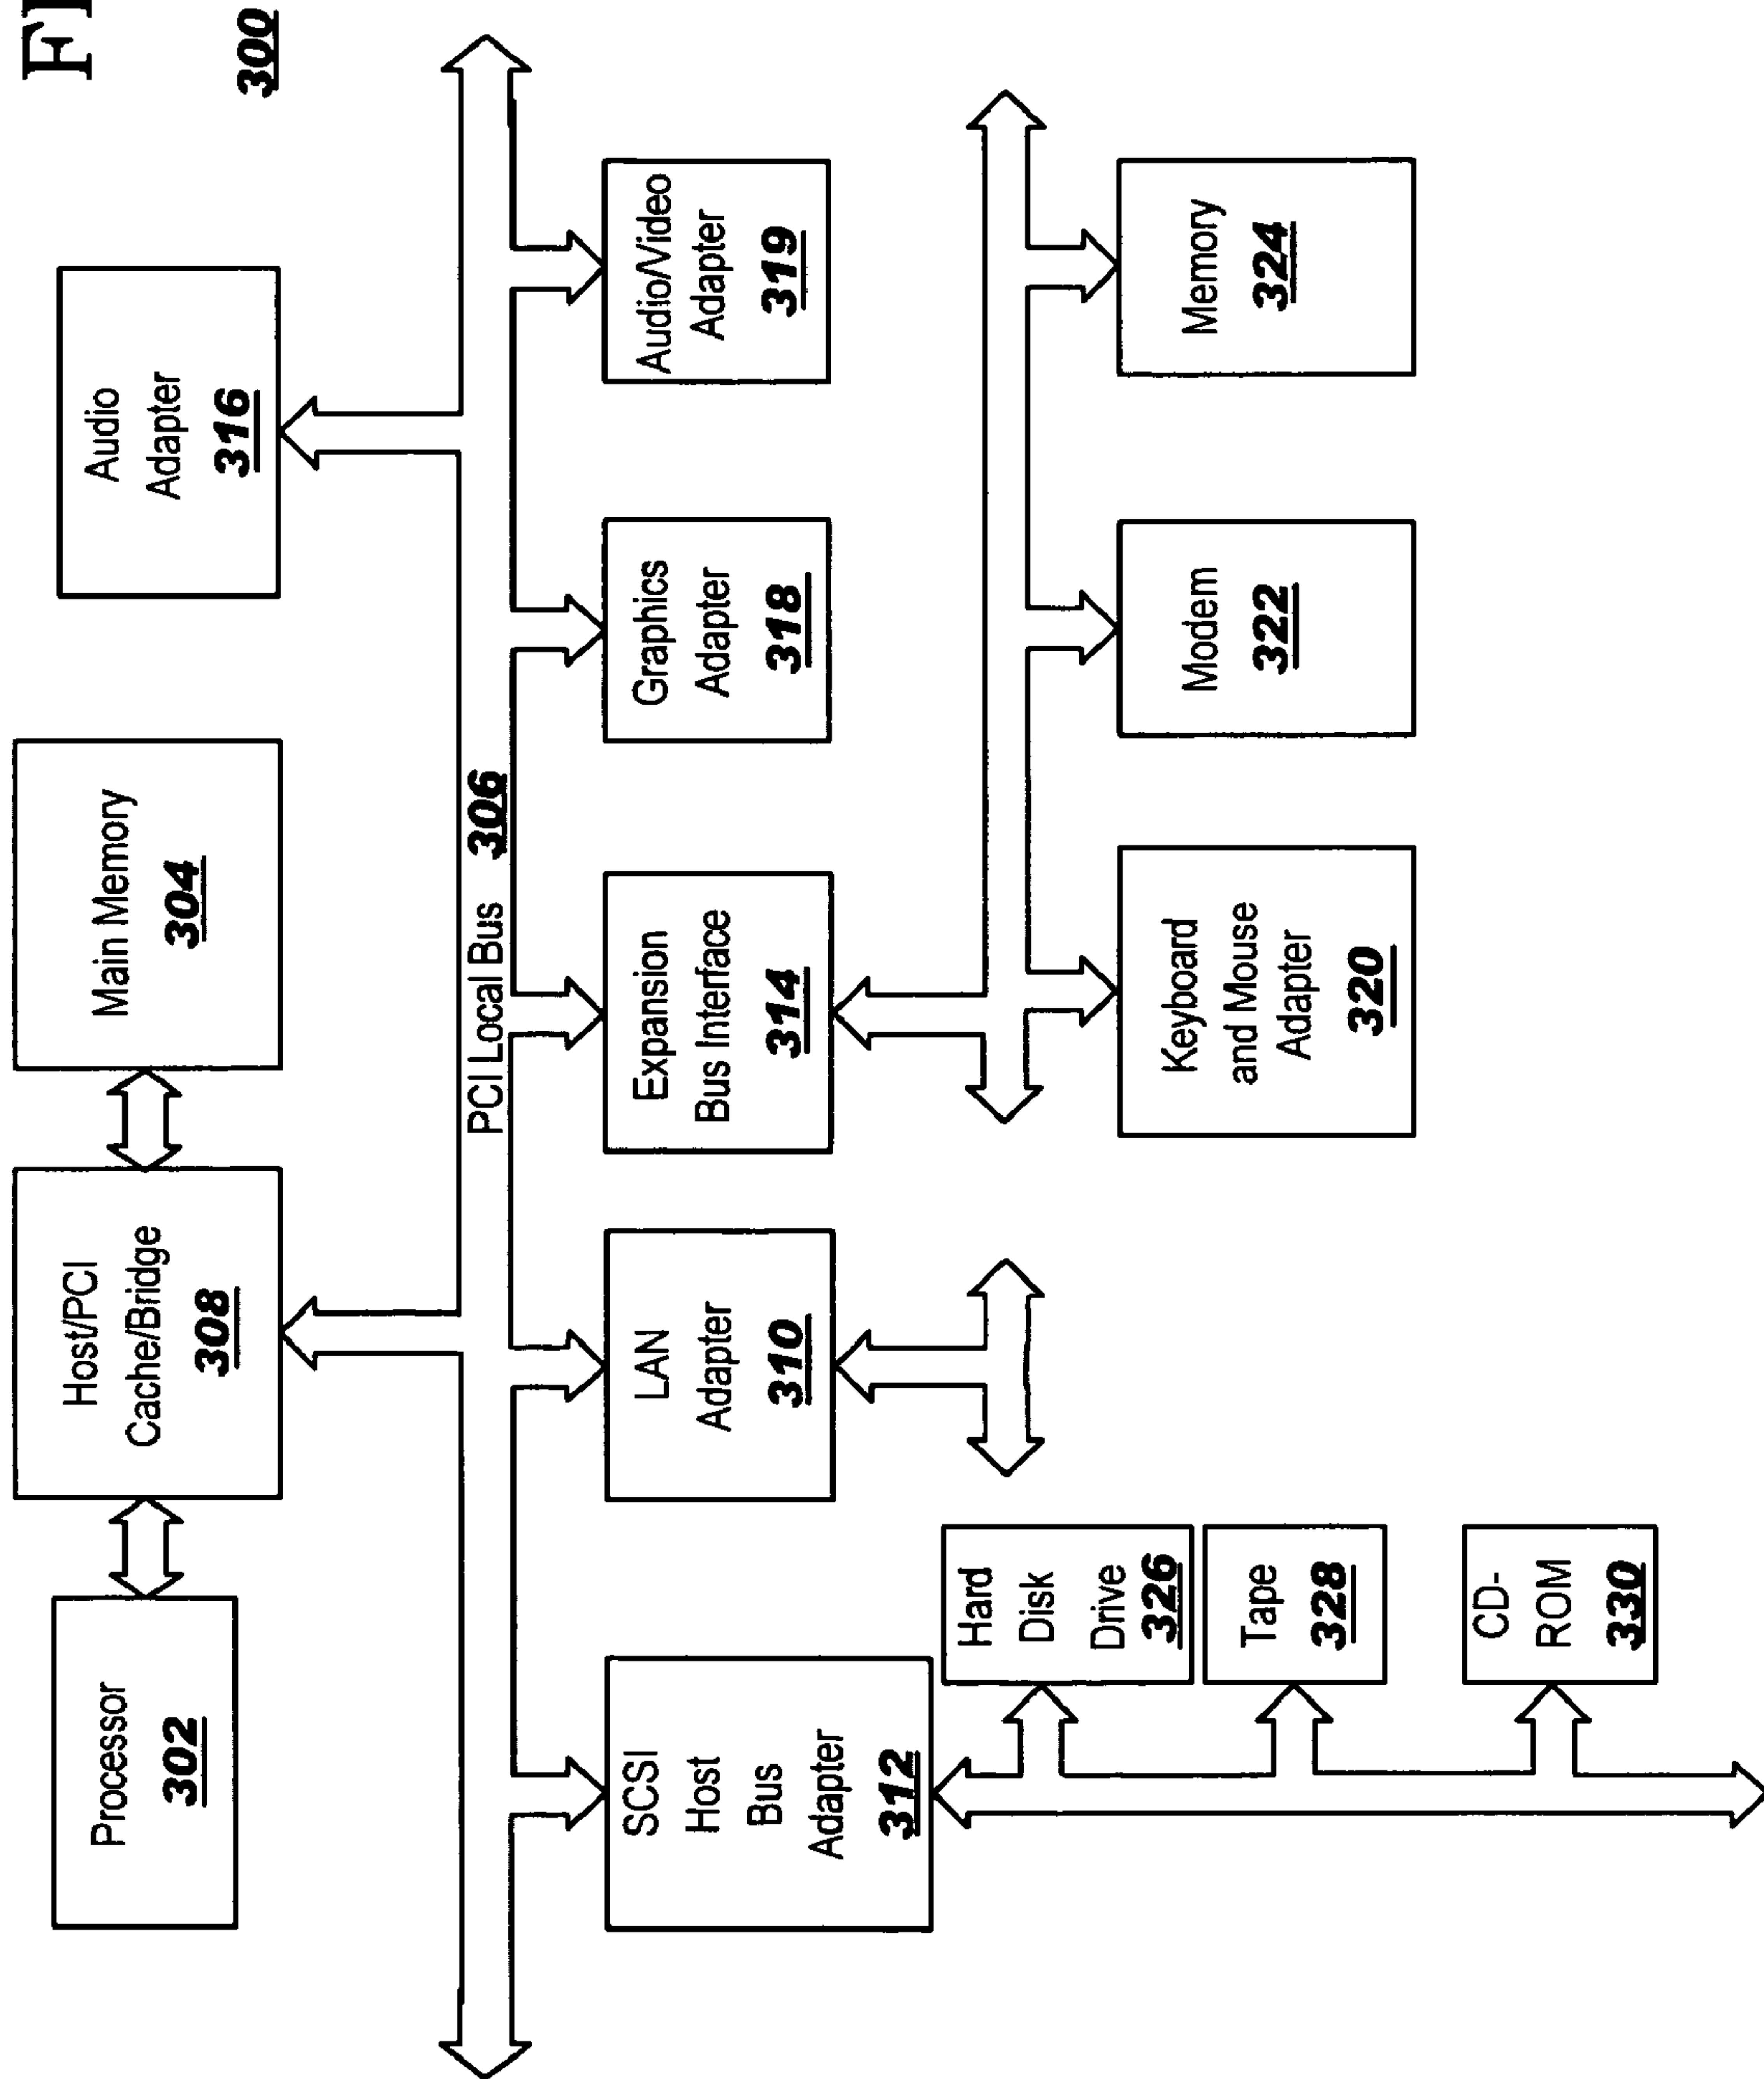 300
Processor
302
Host/PCI
Cache/Bridge
308
Main Memory
304
Audio
Adapter
316
PCI Local Bus 306
SCSI
Host
Bus
Adapter
312
LAN
Adapter
310
Expansion
Bus Interface
314
Graphics
Adapter
318
Audio/Video
Adapter
319
Hard
Disk
Drive
326
Tape
328
CD-
ROM
330
Keyboard
and Mouse
Adapter
320
Modem
322
Memory
324